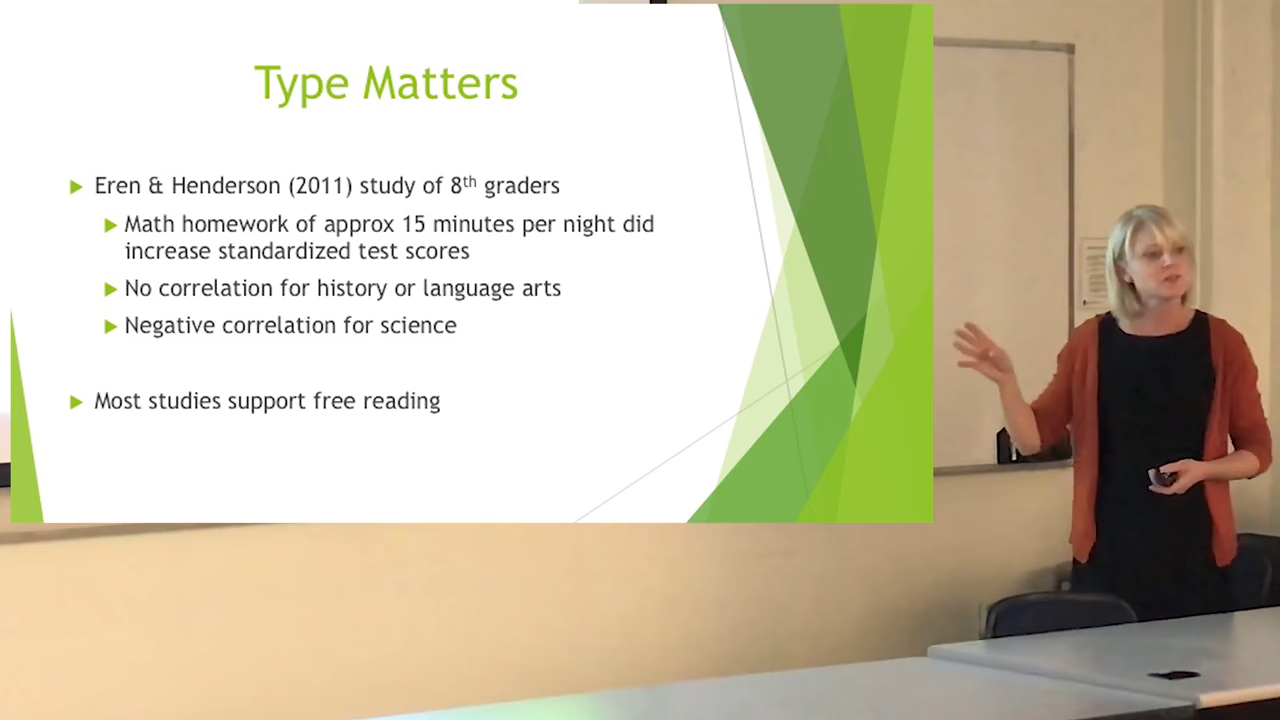 Type Matters
Eren & Henderson (2011) study of 8th graders
Math homework of approx 15 minutes per night did
increase standardized test scores
No correlation for history or language arts
Negative correlation for science
Most studies support free reading